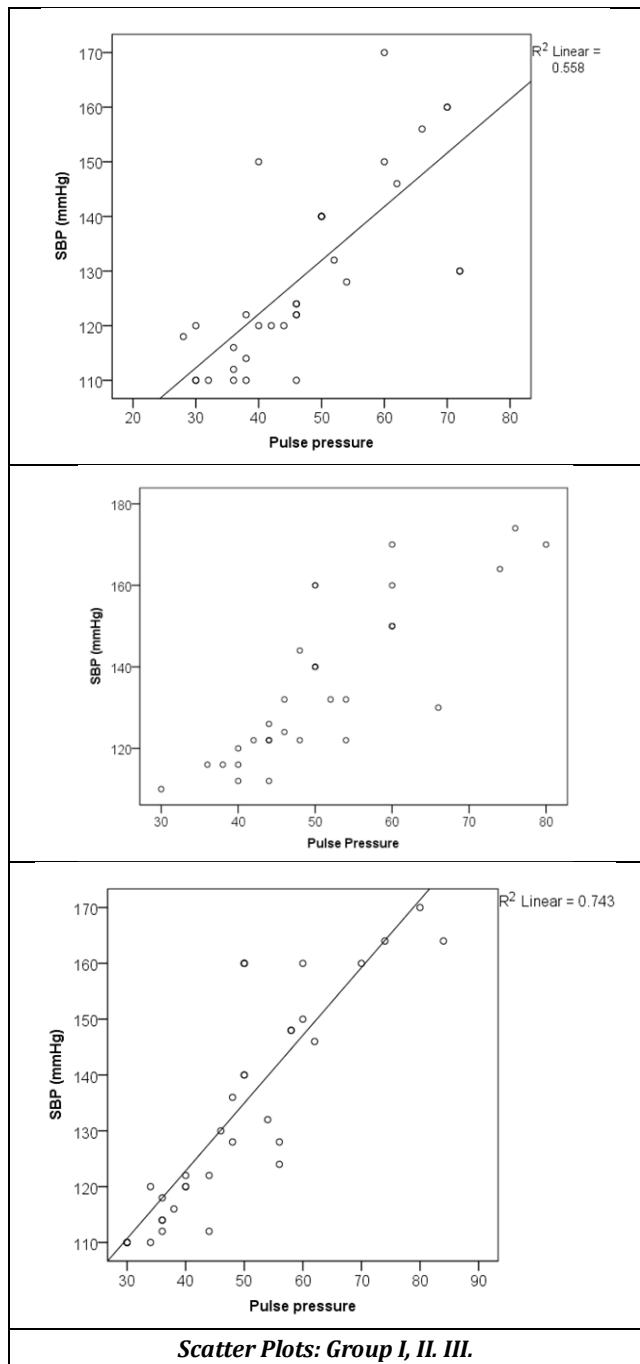 R² Linear =
0.558
170
160
150
140
130
120
110
SBP (mmHg)
20 30 40 50 60 70 80
Pulse pressure
180
160
140
120
SBP (mmHg)
30 40 50 60 70 80
Pulse Pressure
R² Linear = 0.743
170
160
150
140
130
120
110
SBP (mmHg)
30 40 50 60 70 80 90
Pulse pressure
Scatter Plots: Group I, II. III.